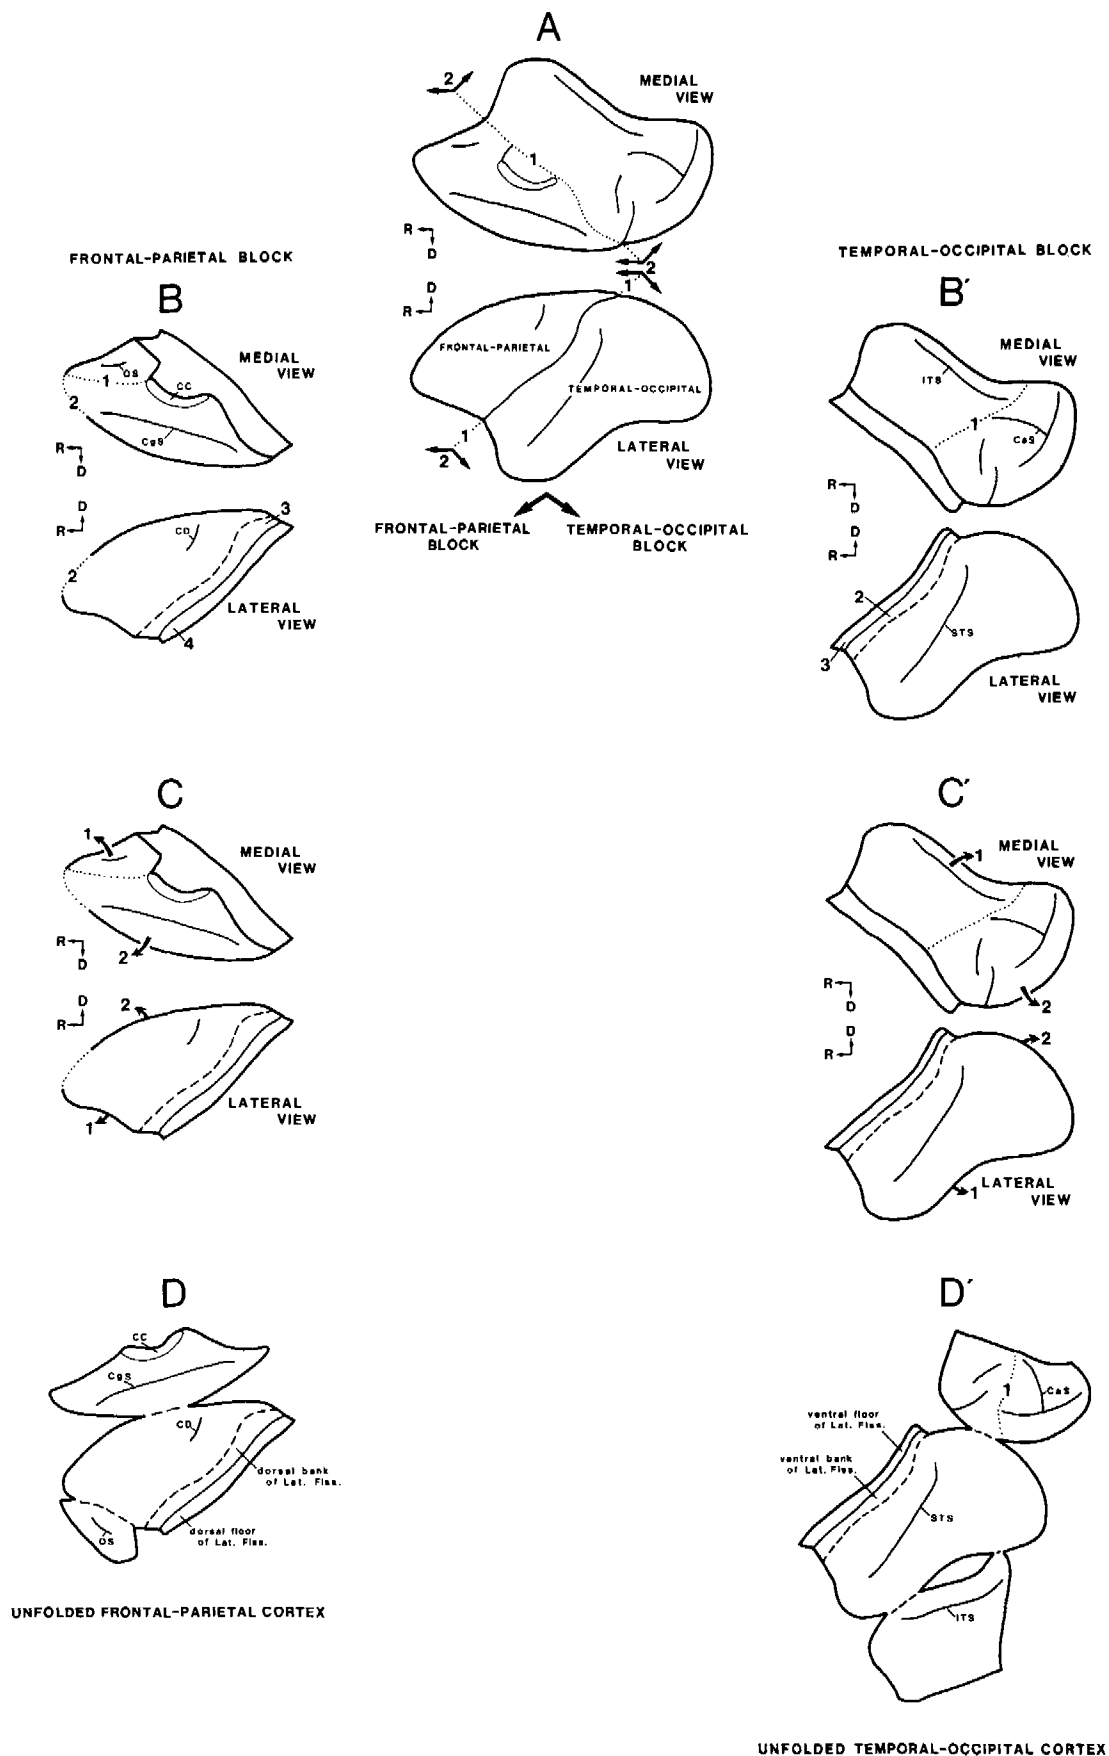 A
2
MEDIAL
VIEW
1
R
D
2
D
1
R
FRONTAL-PARIETAL
TEMPORAL-OCCIPITAL
1
2
LATERAL
VIEW
FRONTAL-PARIETAL
BLOCK
TEMPORAL-OCCIPITAL
BLOCK
FRONTAL-PARIETAL BLOCK
B
MEDIAL
VIEW
OS
1
CC
2
CgS
R
D
D
R
3
CD
2
LATERAL
VIEW
4
TEMPORAL-OCCIPITAL BLOCK
B′
MEDIAL
VIEW
ITS
1
CaS
R
D
D
R
2
STS
3
LATERAL
VIEW
C
1
MEDIAL
VIEW
R
D
2
D
2
R
1
LATERAL
VIEW
C′
1
MEDIAL
VIEW
R
D
2
D
R
2
LATERAL
VIEW
1
D
CC
CgS
CD
dorsal bank
of Lat. Fiss.
dorsal floor
of Lat. Fiss.
OS
UNFOLDED FRONTAL-PARIETAL CORTEX
D′
1
CaS
ventral floor
of Lat. Fiss.
ventral bank
of Lat. Fiss.
STS
ITS
UNFOLDED TEMPORAL-OCCIPITAL CORTEX